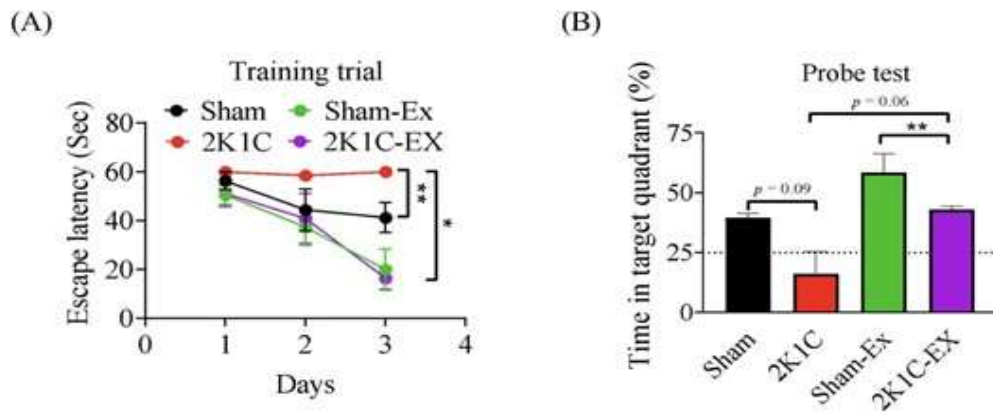 (A)
Training trial
Sham
Sham-Ex
2K1C
2K1C-EX
Escape latency (Sec)
80
60
40
20
0
**
*
0
1
2
3
4
Days
(B)
Probe test
p = 0.06
**
p = 0.09
Time in target quadrant (%)
75
50
25
0
Sham
2K1C
Sham-Ex
2K1C-EX